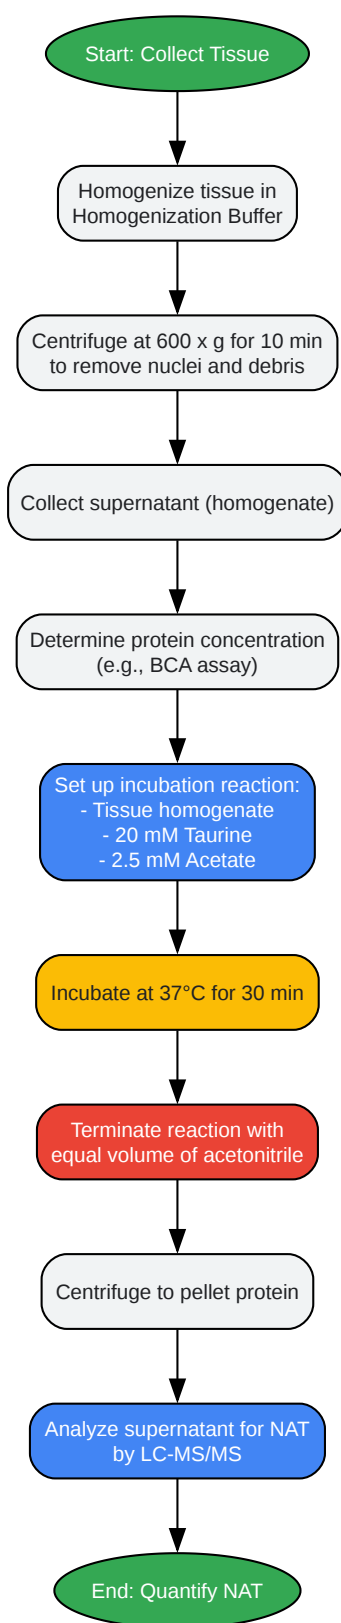 Start: Collect Tissue
Homogenize tissue in
Homogenization Buffer
Centrifuge at 600 x g for 10 min
to remove nuclei and debris
Collect supernatant (homogenate)
Determine protein concentration
(e.g., BCA assay)
Set up incubation reaction:
- Tissue homogenate
- 20 mM Taurine
- 2.5 mM Acetate
Incubate at 37°C for 30 min
Terminate reaction with
equal volume of acetonitrile
Centrifuge to pellet protein
Analyze supernatant for NAT
by LC-MS/MS
End: Quantify NAT